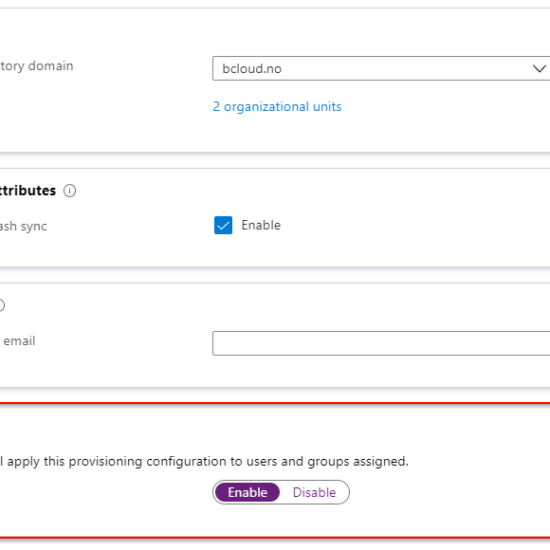 tory domain
bcloud.no
2 organizational units
ttributes
ash sync
Enable
email
l apply this provisioning configuration to users and groups assigned.
Enable Disable